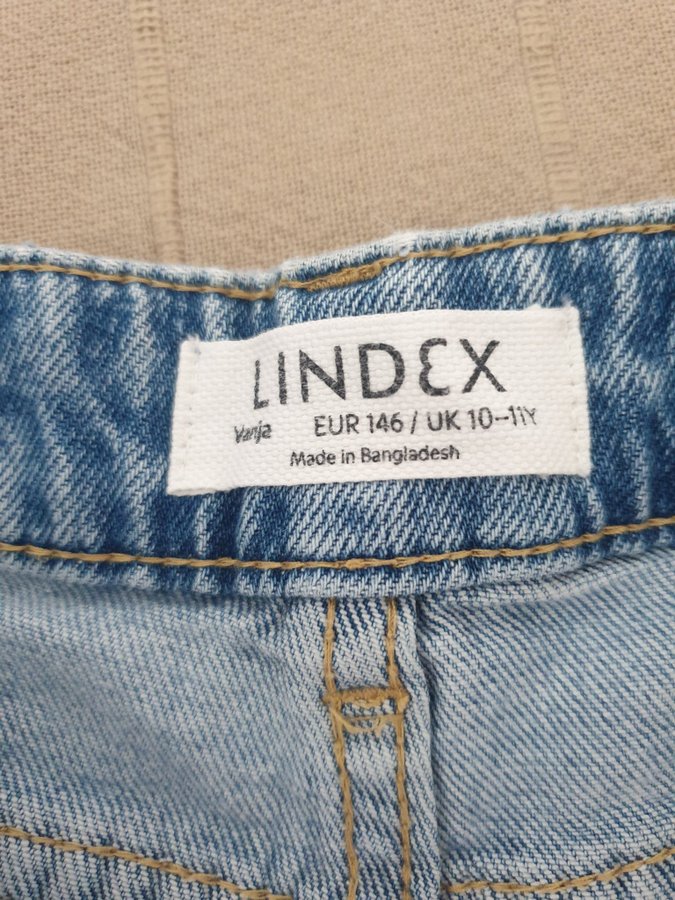 LINDEX
Vanja EUR 146 / UK 10–11Y
Made in Bangladesh